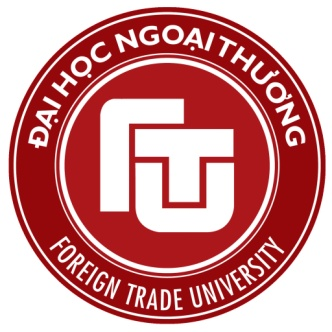 ĐẠI HỌC NGOẠI THƯƠNG
FTU
FOREIGN TRADE UNIVERSITY